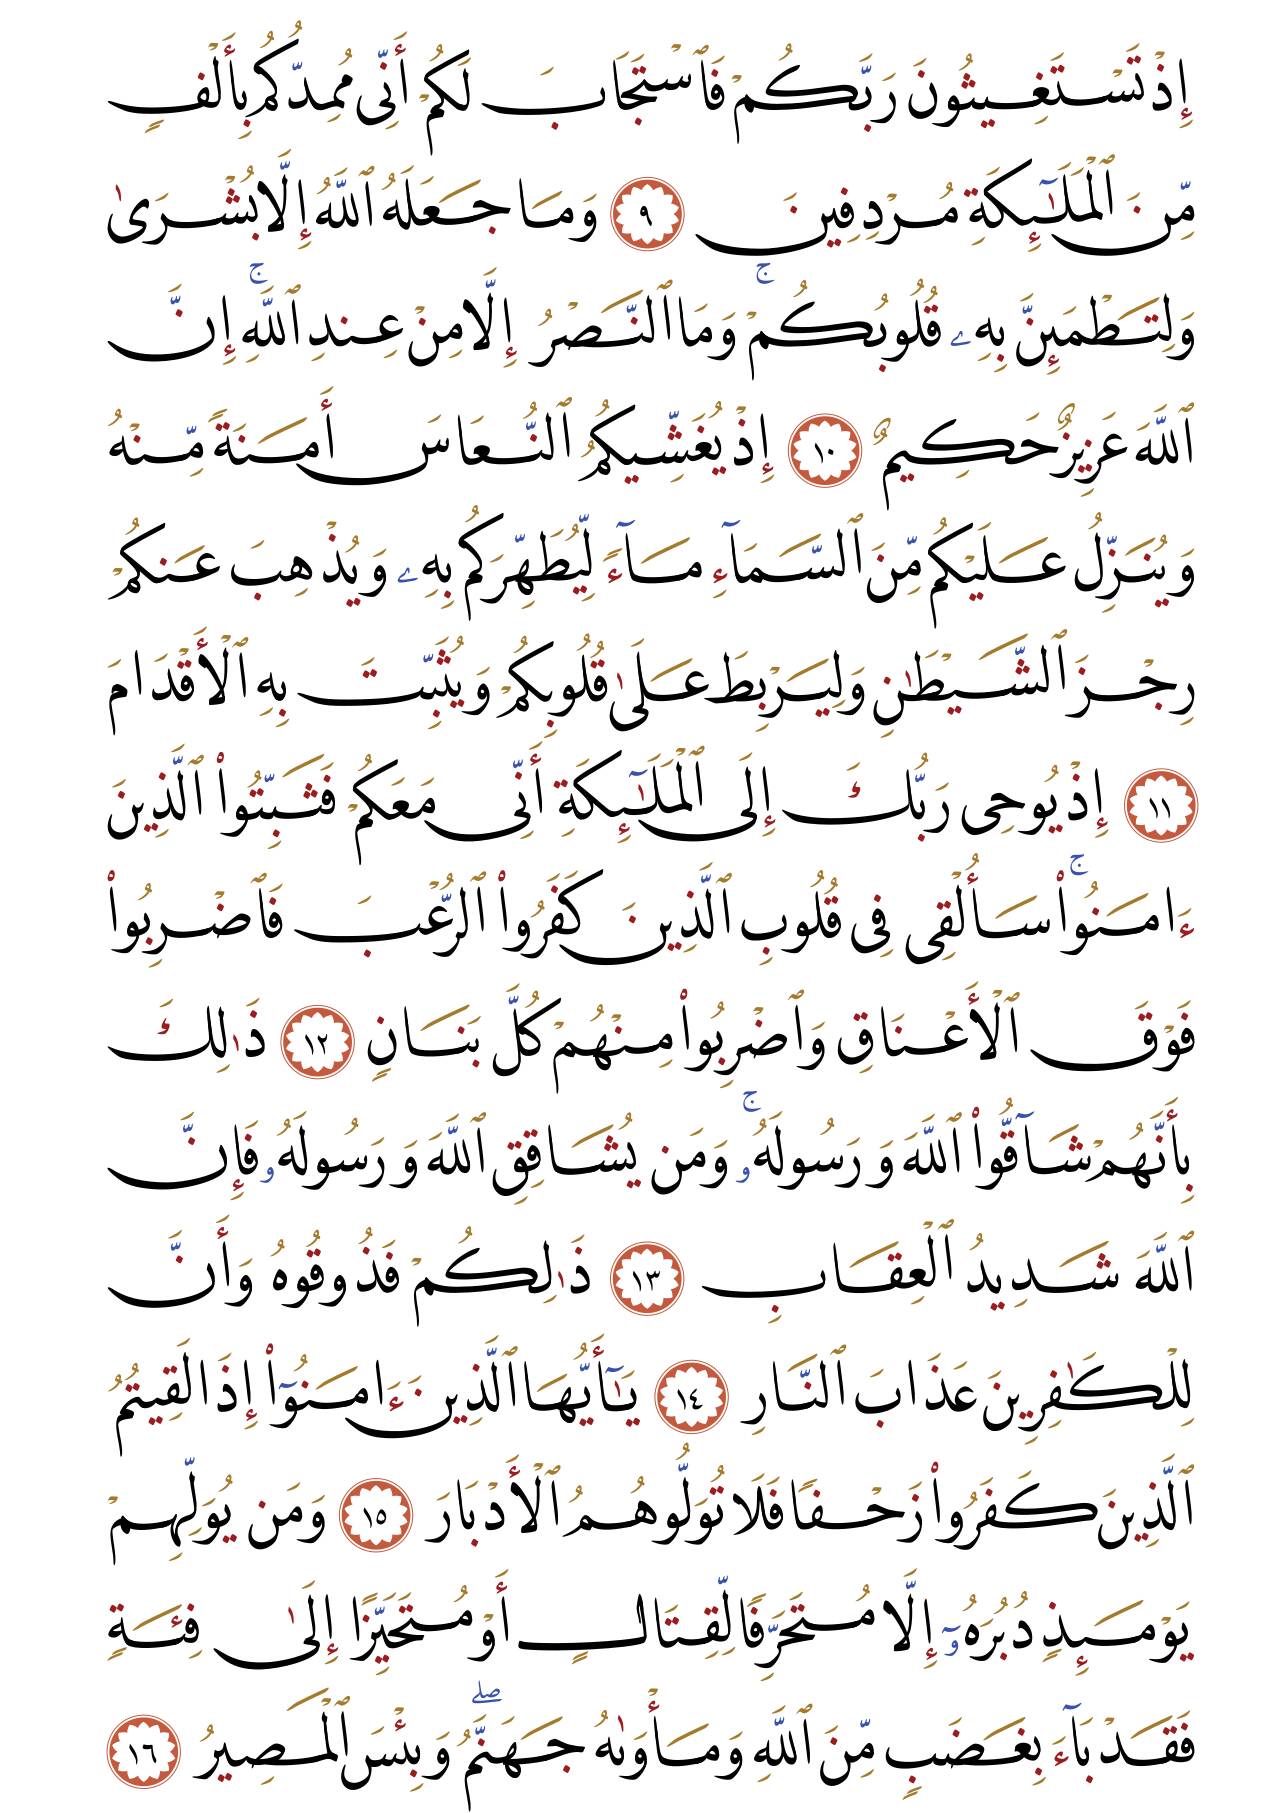 إِذْ تَسْتَغِيثُونَ رَبَّكُمْ فَٱسْتَجَابَ لَكُمْ أَنِّى مُمِدُّكُم بِأَلْفٍ
مِّنَ ٱلْمَلَـٰٓئِكَةِ مُرْدِفِينَ ٩ وَمَا جَعَلَهُ ٱللَّهُ إِلَّا بُشْرَىٰ
وَلِتَطْمَئِنَّ بِهِۦ قُلُوبُكُمْ ۚ وَمَا ٱلنَّصْرُ إِلَّا مِنْ عِندِ ٱللَّهِ ۚ إِنَّ
ٱللَّهَ عَزِيزٌ حَكِيمٌ ١٠ إِذْ يُغَشِّيكُمُ ٱلنُّعَاسَ أَمَنَةً مِّنْهُ
وَيُنَزِّلُ عَلَيْكُم مِّنَ ٱلسَّمَآءِ مَآءً لِّيُطَهِّرَكُم بِهِۦ وَيُذْهِبَ عَنكُمْ
رِجْزَ ٱلشَّيْطَـٰنِ وَلِيَرْبِطَ عَلَىٰ قُلُوبِكُمْ وَيُثَبِّتَ بِهِ ٱلْأَقْدَامَ
١١ إِذْ يُوحِى رَبُّكَ إِلَى ٱلْمَلَـٰٓئِكَةِ أَنِّى مَعَكُمْ فَثَبِّتُوا۟ ٱلَّذِينَ
ءَامَنُوا۟ ۚ سَأُلْقِى فِى قُلُوبِ ٱلَّذِينَ كَفَرُوا۟ ٱلرُّعْبَ فَٱضْرِبُوا۟
فَوْقَ ٱلْأَعْنَاقِ وَٱضْرِبُوا۟ مِنْهُمْ كُلَّ بَنَانٍ ١٢ ذَٰلِكَ
بِأَنَّهُمْ شَآقُّوا۟ ٱللَّهَ وَرَسُولَهُۥ ۚ وَمَن يُشَاقِقِ ٱللَّهَ وَرَسُولَهُۥ فَإِنَّ
ٱللَّهَ شَدِيدُ ٱلْعِقَابِ ١٣ ذَٰلِكُمْ فَذُوقُوهُ وَأَنَّ
لِلْكَـٰفِرِينَ عَذَابَ ٱلنَّارِ ١٤ يَـٰٓأَيُّهَا ٱلَّذِينَ ءَامَنُوٓا۟ إِذَا لَقِيتُمُ
ٱلَّذِينَ كَفَرُوا۟ زَحْفًا فَلَا تُوَلُّوهُمُ ٱلْأَدْبَارَ ١٥ وَمَن يُوَلِّهِمْ
يَوْمَئِذٍ دُبُرَهُۥٓ إِلَّا مُتَحَرِّفًا لِّقِتَالٍ أَوْ مُتَحَيِّزًا إِلَىٰ فِئَةٍ
فَقَدْ بَآءَ بِغَضَبٍ مِّنَ ٱللَّهِ وَمَأْوَىٰهُ جَهَنَّمُ ۖ وَبِئْسَ ٱلْمَصِيرُ ١٦